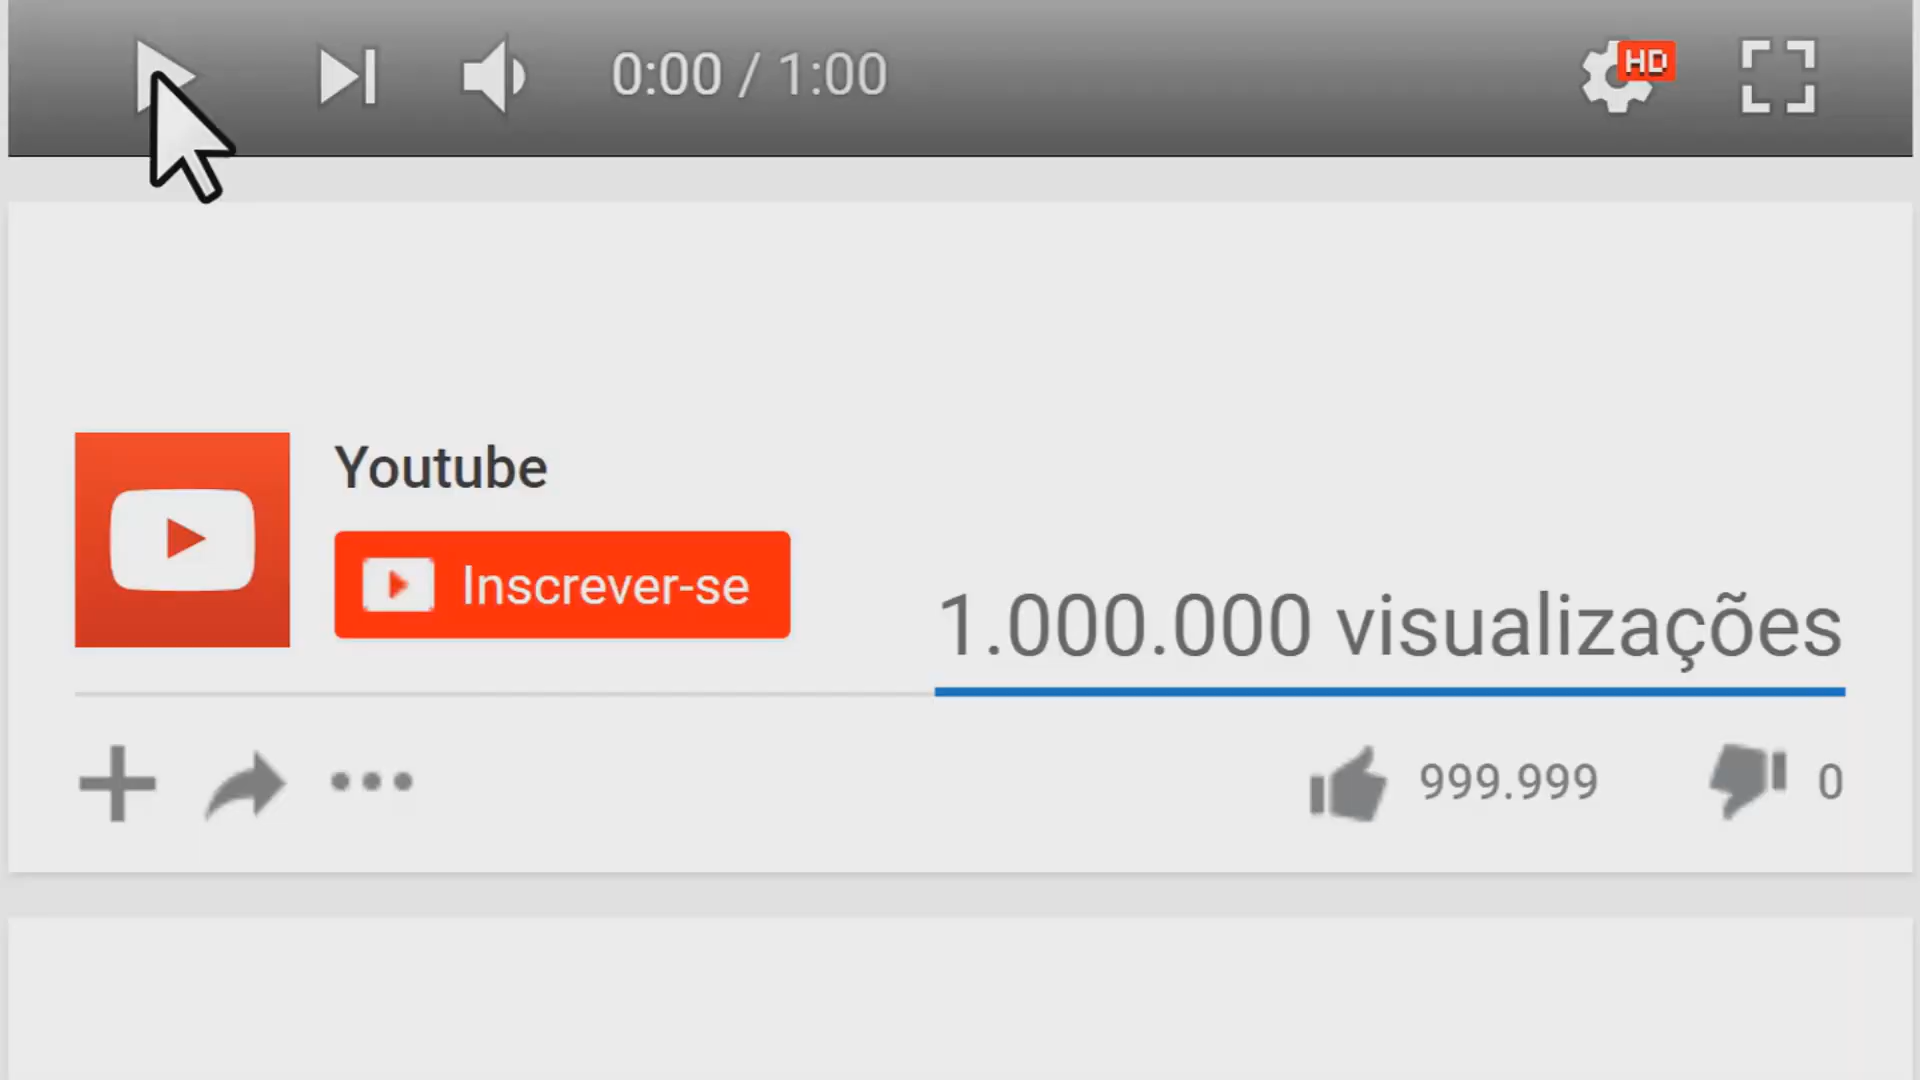 0:00 / 1:00
HD
Youtube
Inscrever-se
1.000.000 visualizações
999.999
0